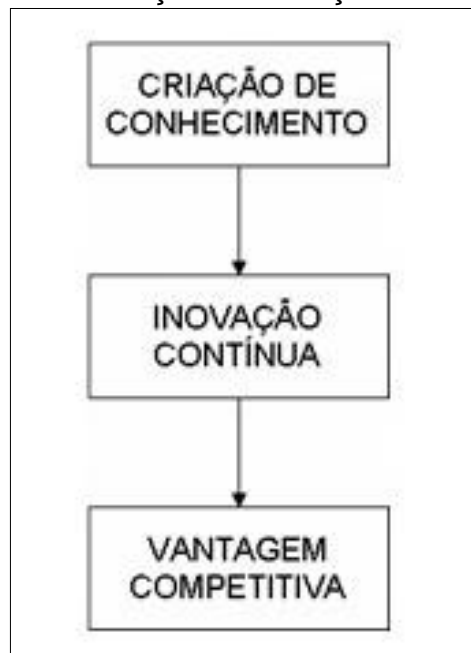 CRIAÇÃO DE
CONHECIMENTO
INOVAÇÃO
CONTÍNUA
VANTAGEM
COMPETITIVA